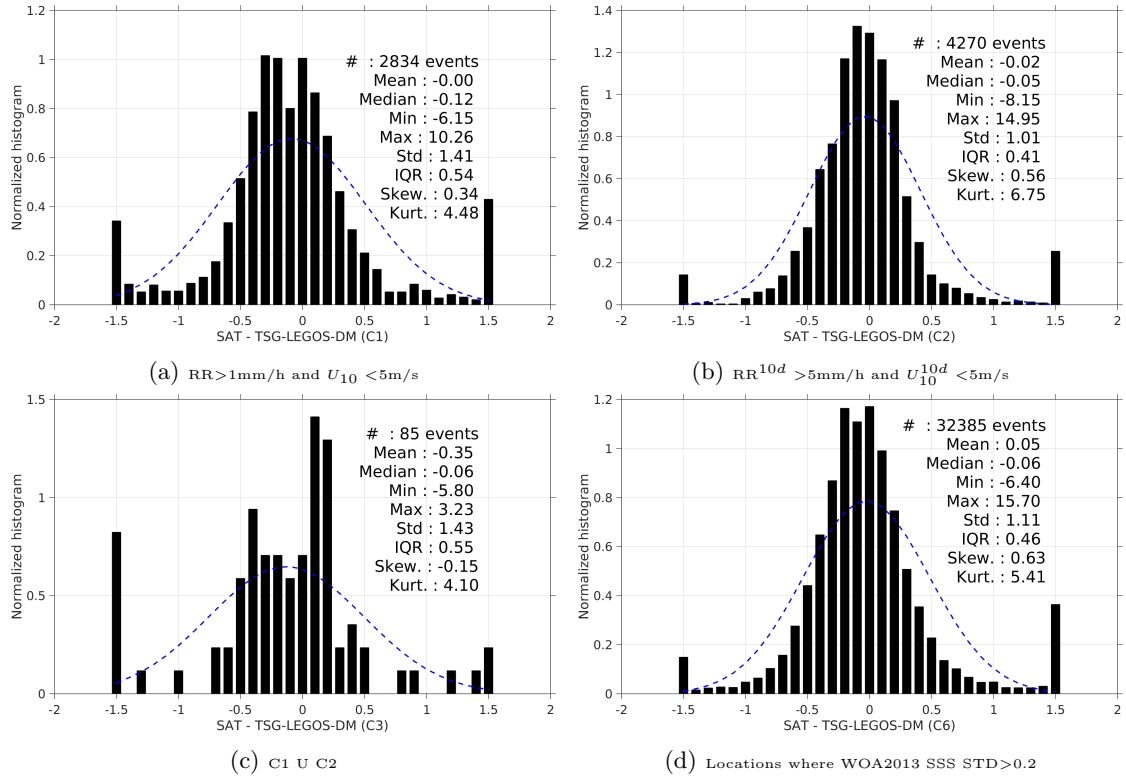 1.2
1
0.8
0.6
0.4
0.2
0
Normalized histogram
# : 2834 events
Mean : -0.00
Median : -0.12
Min : -6.15
Max : 10.26
Std : 1.41
IQR : 0.54
Skew. : 0.34
Kurt. : 4.48
-2 -1.5 -1 -0.5 0 0.5 1 1.5 2
SAT - TSG-LEGOS-DM (C1)
(a) RR>1mm/h and U10 <5m/s
1.4
1.2
1
0.8
0.6
0.4
0.2
0
Normalized histogram
# : 4270 events
Mean : -0.02
Median : -0.05
Min : -8.15
Max : 14.95
Std : 1.01
IQR : 0.41
Skew. : 0.56
Kurt. : 6.75
-2 -1.5 -1 -0.5 0 0.5 1 1.5 2
SAT - TSG-LEGOS-DM (C2)
(b) RR10d >5mm/h and U10d10 <5m/s
1.5
1
0.5
0
Normalized histogram
# : 85 events
Mean : -0.35
Median : -0.06
Min : -5.80
Max : 3.23
Std : 1.43
IQR : 0.55
Skew. : -0.15
Kurt. : 4.10
-2 -1.5 -1 -0.5 0 0.5 1 1.5 2
SAT - TSG-LEGOS-DM (C3)
(c) C1 U C2
1.2
1
0.8
0.6
0.4
0.2
0
Normalized histogram
# : 32385 events
Mean : 0.05
Median : -0.06
Min : -6.40
Max : 15.70
Std : 1.11
IQR : 0.46
Skew. : 0.63
Kurt. : 5.41
-2 -1.5 -1 -0.5 0 0.5 1 1.5 2
SAT - TSG-LEGOS-DM (C6)
(d) Locations where WOA2013 SSS STD>0.2